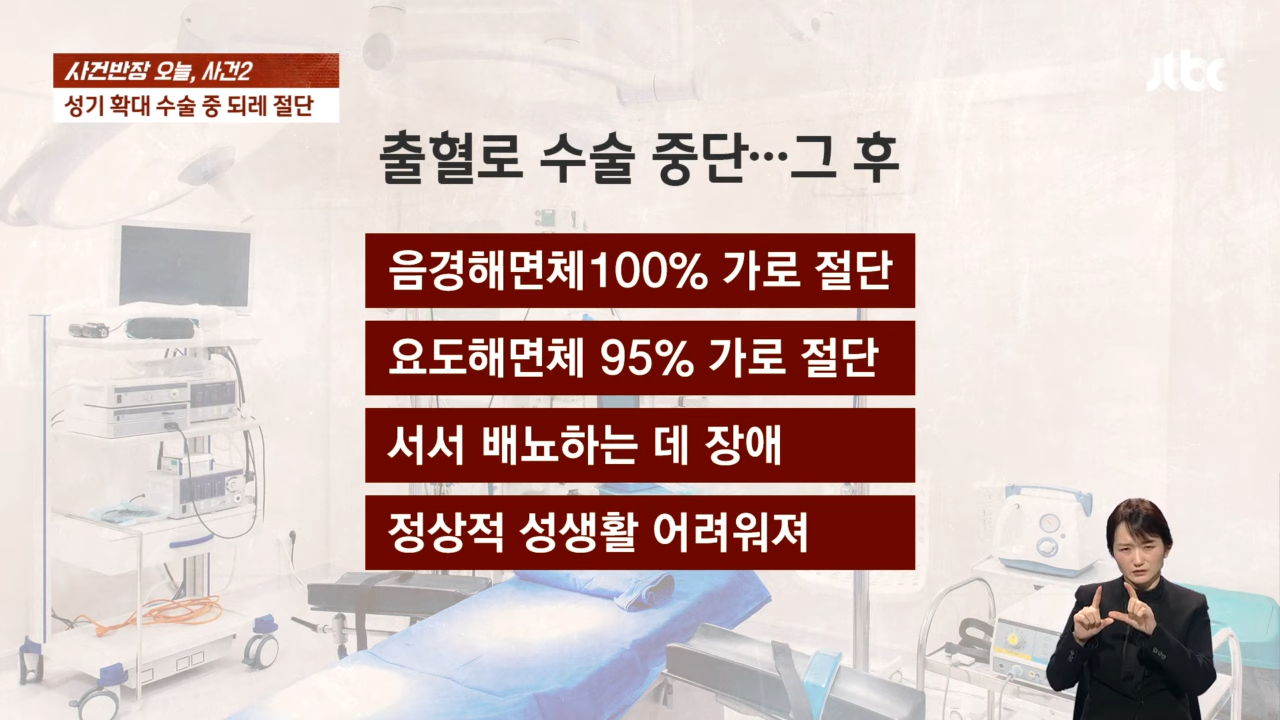 사건반장 오늘, 사건2
성기 확대 수술 중 되레 절단
jtbc
출혈로 수술 중단…그 후
음경해면체100% 가로 절단
요도해면체 95% 가로 절단
서서 배뇨하는 데 장애
정상적 성생활 어려워져